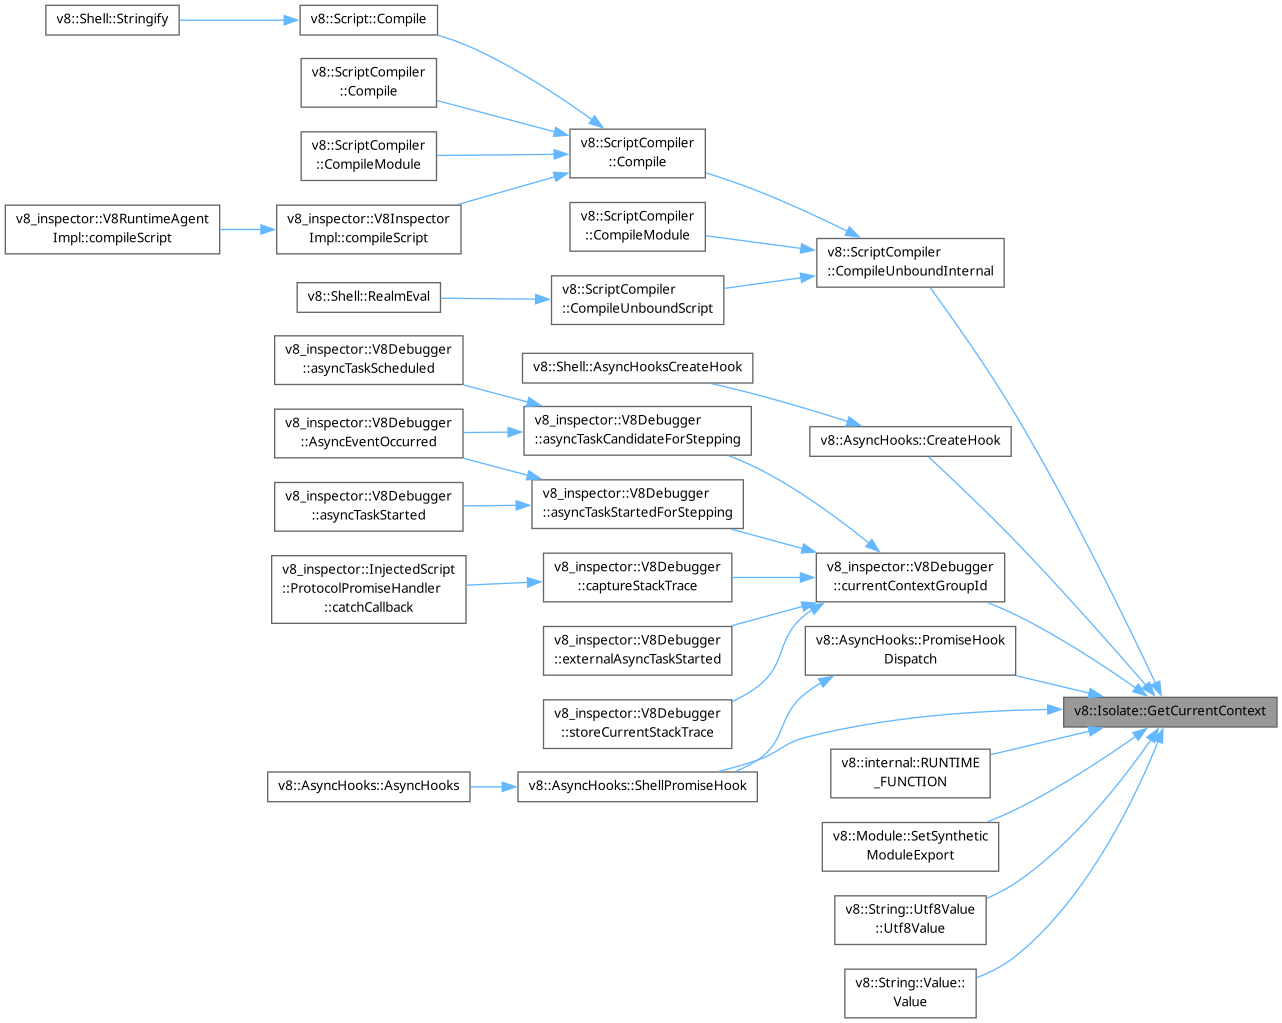 v8::Shell::Stringify
v8::Script::Compile
v8::ScriptCompiler
::Compile
v8::ScriptCompiler
::CompileModule
v8_inspector::V8RuntimeAgent
Impl::compileScript
v8_inspector::V8Inspector
Impl::compileScript
v8::ScriptCompiler
::Compile
v8::ScriptCompiler
::CompileModule
v8::ScriptCompiler
::CompileUnboundInternal
v8::Shell::RealmEval
v8::ScriptCompiler
::CompileUnboundScript
v8_inspector::V8Debugger
::asyncTaskScheduled
v8::Shell::AsyncHooksCreateHook
v8_inspector::V8Debugger
::AsyncEventOccurred
v8_inspector::V8Debugger
::asyncTaskCandidateForStepping
v8::AsyncHooks::CreateHook
v8_inspector::V8Debugger
::asyncTaskStarted
v8_inspector::V8Debugger
::asyncTaskStartedForStepping
v8_inspector::InjectedScript
::ProtocolPromiseHandler
::catchCallback
v8_inspector::V8Debugger
::captureStackTrace
v8_inspector::V8Debugger
::currentContextGroupId
v8_inspector::V8Debugger
::externalAsyncTaskStarted
v8::AsyncHooks::PromiseHook
Dispatch
v8_inspector::V8Debugger
::storeCurrentStackTrace
v8::Isolate::GetCurrentContext
v8::AsyncHooks::AsyncHooks
v8::AsyncHooks::ShellPromiseHook
v8::internal::RUNTIME
_FUNCTION
v8::Module::SetSynthetic
ModuleExport
v8::String::Utf8Value
::Utf8Value
v8::String::Value::
Value